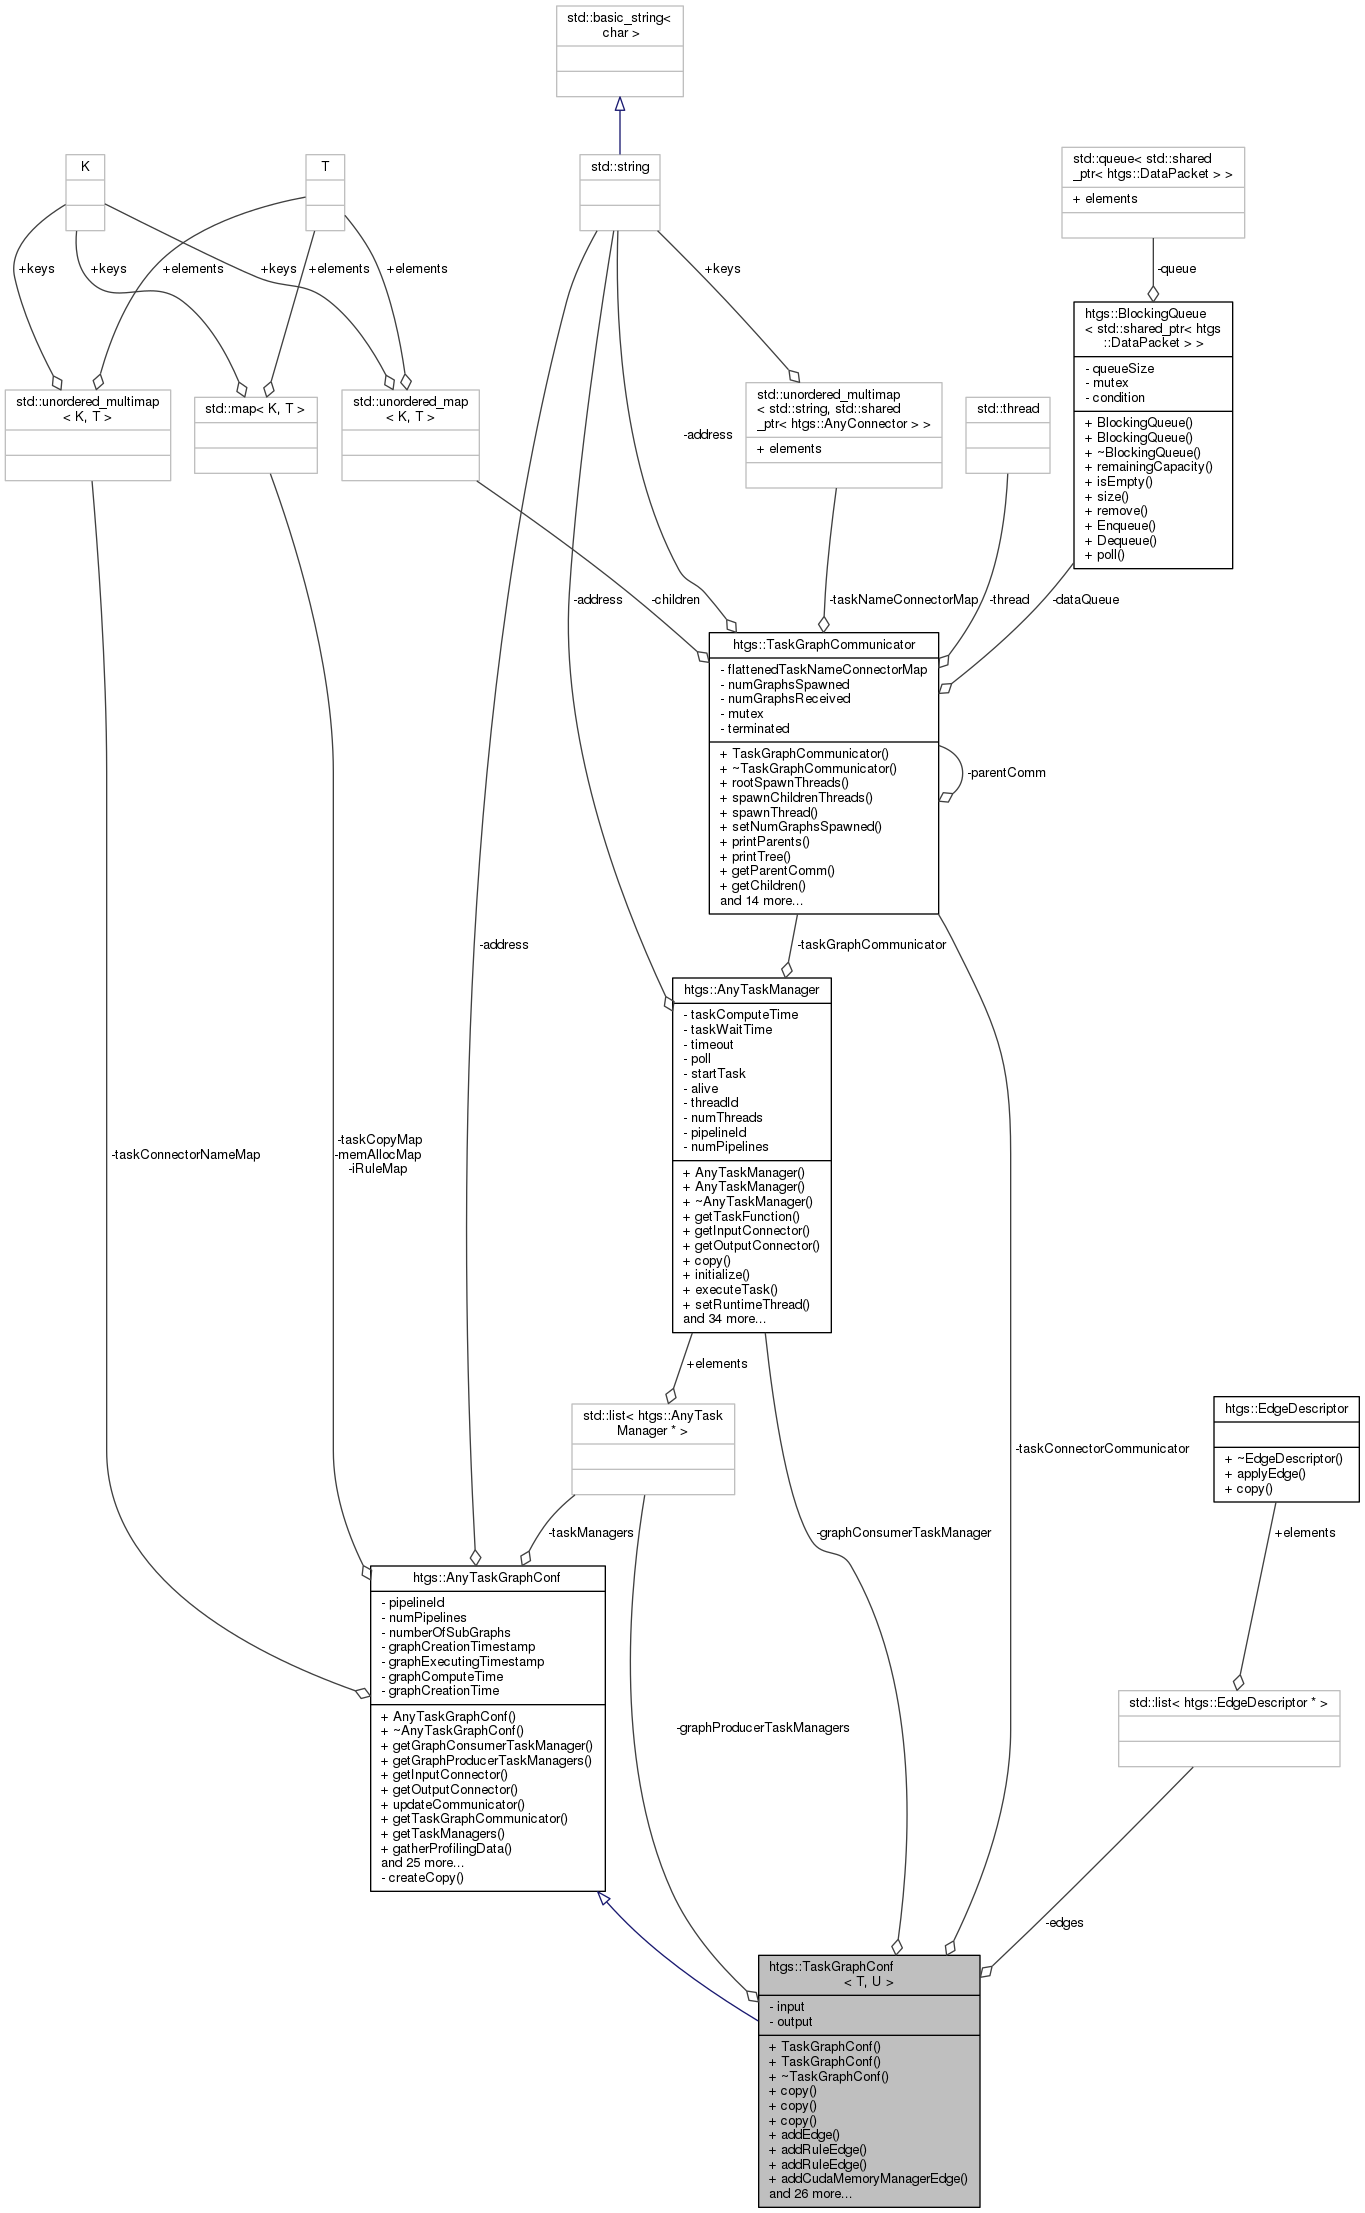 std::basic_string<
char >
K
T
std::string
std::queue< std::shared
_ptr< htgs::DataPacket > >
+ elements
+keys
+keys
+elements
+keys
+elements
+elements
+keys
-queue
htgs::BlockingQueue
< std::shared_ptr< htgs
::DataPacket > >
- queueSize
- mutex
- condition
+ BlockingQueue()
+ BlockingQueue()
+ ~BlockingQueue()
+ remainingCapacity()
+ isEmpty()
+ size()
+ remove()
+ Enqueue()
+ Dequeue()
+ poll()
std::unordered_multimap
< K, T >
std::map< K, T >
std::unordered_map
< K, T >
-address
std::unordered_multimap
< std::string, std::shared
_ptr< htgs::AnyConnector > >
+ elements
std::thread
-address
-children
-taskNameConnectorMap
-thread
-dataQueue
htgs::TaskGraphCommunicator
- flattenedTaskNameConnectorMap
- numGraphsSpawned
- numGraphsReceived
- mutex
- terminated
+ TaskGraphCommunicator()
+ ~TaskGraphCommunicator()
+ rootSpawnThreads()
+ spawnChildrenThreads()
+ spawnThread()
+ setNumGraphsSpawned()
+ printParents()
+ printTree()
+ getParentComm()
+ getChildren()
and 14 more...
-parentComm
-address
-taskGraphCommunicator
htgs::AnyTaskManager
- taskComputeTime
- taskWaitTime
- timeout
- poll
- startTask
- alive
- threadId
- numThreads
- pipelineId
- numPipelines
+ AnyTaskManager()
+ AnyTaskManager()
+ ~AnyTaskManager()
+ getTaskFunction()
+ getInputConnector()
+ getOutputConnector()
+ copy()
+ initialize()
+ executeTask()
+ setRuntimeThread()
and 34 more...
-taskConnectorNameMap
-taskCopyMap
-memAllocMap
-iRuleMap
+elements
std::list< htgs::AnyTask
Manager * >
-taskConnectorCommunicator
htgs::EdgeDescriptor
+ ~EdgeDescriptor()
+ applyEdge()
+ copy()
-taskManagers
-graphConsumerTaskManager
+elements
htgs::AnyTaskGraphConf
- pipelineId
- numPipelines
- numberOfSubGraphs
- graphCreationTimestamp
- graphExecutingTimestamp
- graphComputeTime
- graphCreationTime
+ AnyTaskGraphConf()
+ ~AnyTaskGraphConf()
+ getGraphConsumerTaskManager()
+ getGraphProducerTaskManagers()
+ getInputConnector()
+ getOutputConnector()
+ updateCommunicator()
+ getTaskGraphCommunicator()
+ getTaskManagers()
+ gatherProfilingData()
and 25 more...
- createCopy()
-graphProducerTaskManagers
std::list< htgs::EdgeDescriptor * >
-edges
htgs::TaskGraphConf
< T, U >
- input
- output
+ TaskGraphConf()
+ TaskGraphConf()
+ ~TaskGraphConf()
+ copy()
+ copy()
+ copy()
+ addEdge()
+ addRuleEdge()
+ addRuleEdge()
+ addCudaMemoryManagerEdge()
and 26 more...